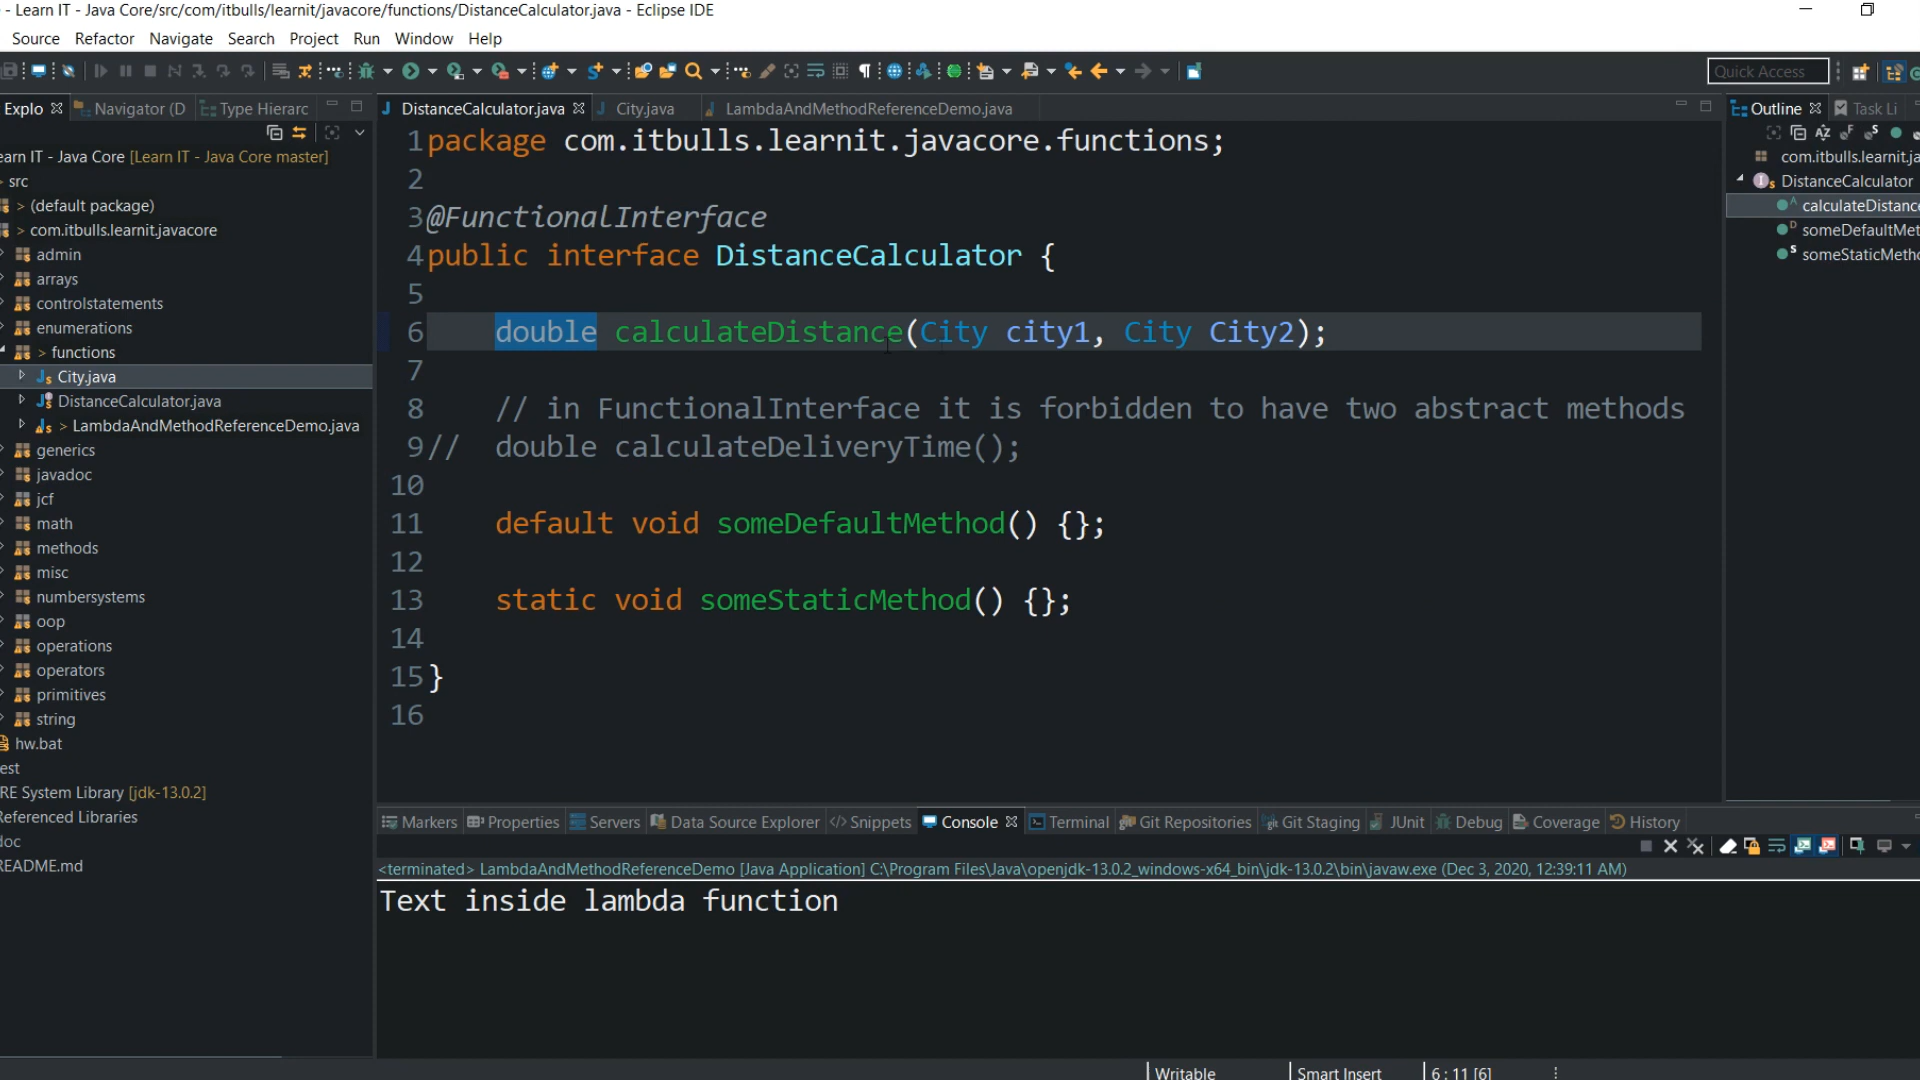 - Learn IT - Java Core/src/com/itbulls/learnit/javacore/functions/DistanceCalculator.java - Eclipse IDE
Source Refactor Navigate Search Project Run Window Help
Quick Access
Explo Navigator (D Type Hierarc
DistanceCalculator.java City.java LambdaAndMethodReferenceDemo.java
Outline Task Li
earn IT - Java Core [Learn IT - Java Core master]
src
> (default package)
> com.itbulls.learnit.javacore
admin
arrays
controlstatements
enumerations
> functions
City.java
DistanceCalculator.java
> LambdaAndMethodReferenceDemo.java
generics
javadoc
jcf
math
methods
misc
numbersystems
oop
operations
operators
primitives
string
hw.bat
est
RE System Library [jdk-13.0.2]
Referenced Libraries
doc
README.md
1 package com.itbulls.learnit.javacore.functions;
2
3 @FunctionalInterface
4 public interface DistanceCalculator {
5
6 double calculateDistance(City city1, City City2);
7
8 // in FunctionalInterface it is forbidden to have two abstract methods
9 // double calculateDeliveryTime();
10
11 default void someDefaultMethod() {};
12
13 static void someStaticMethod() {};
14
15 }
16
com.itbulls.learnit.ja
DistanceCalculator
calculateDistance
someDefaultMet
someStaticMetho
Markers Properties Servers Data Source Explorer Snippets Console Terminal Git Repositories Git Staging JUnit Debug Coverage History
<terminated> LambdaAndMethodReferenceDemo [Java Application] C:\Program Files\Java\openjdk-13.0.2_windows-x64_bin\jdk-13.0.2\bin\javaw.exe (Dec 3, 2020, 12:39:11 AM)
Text inside lambda function
Writable Smart Insert 6 : 11 [6]